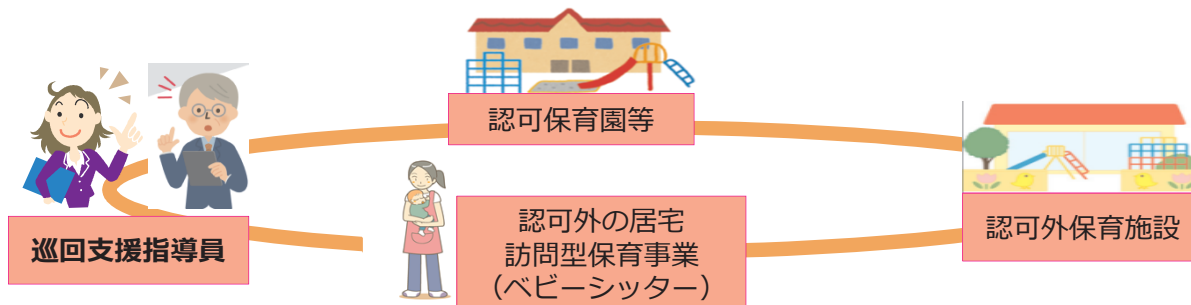 認可保育園等
巡回支援指導員
認可外の居宅
訪問型保育事業
（ベビーシッター）
認可外保育施設